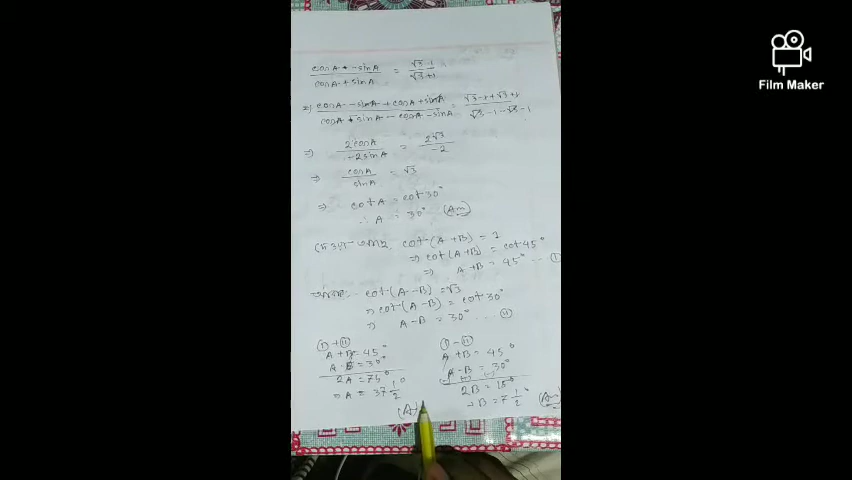 cosA - sinA / cosA + sinA = √3-1 / √3+1
⇒ cosA - sinA + cosA + sinA / cosA - sinA - cosA - sinA = √3-1+√3+1 / √3-1-√3-1
⇒ 2cosA / -2sinA = 2√3 / -2
⇒ cosA / sinA = √3
⇒ cotA = cot30°
∴ A = 30° (Ans)
cot(A+B) = 1
⇒ cot(A+B) = cot45°
⇒ A+B = 45° ... (i)
cot(A-B) = √3
⇒ cot(A-B) = cot30°
⇒ A-B = 30° ... (ii)
(i) + (ii)
A+B = 45°
A-B = 30°
2A = 75°
⇒ A = 37 1/2°
(i) - (ii)
A+B = 45°
A-B = 30°
(-) (+) (-)
2B = 15°
⇒ B = 7 1/2°
(An)
Film Maker